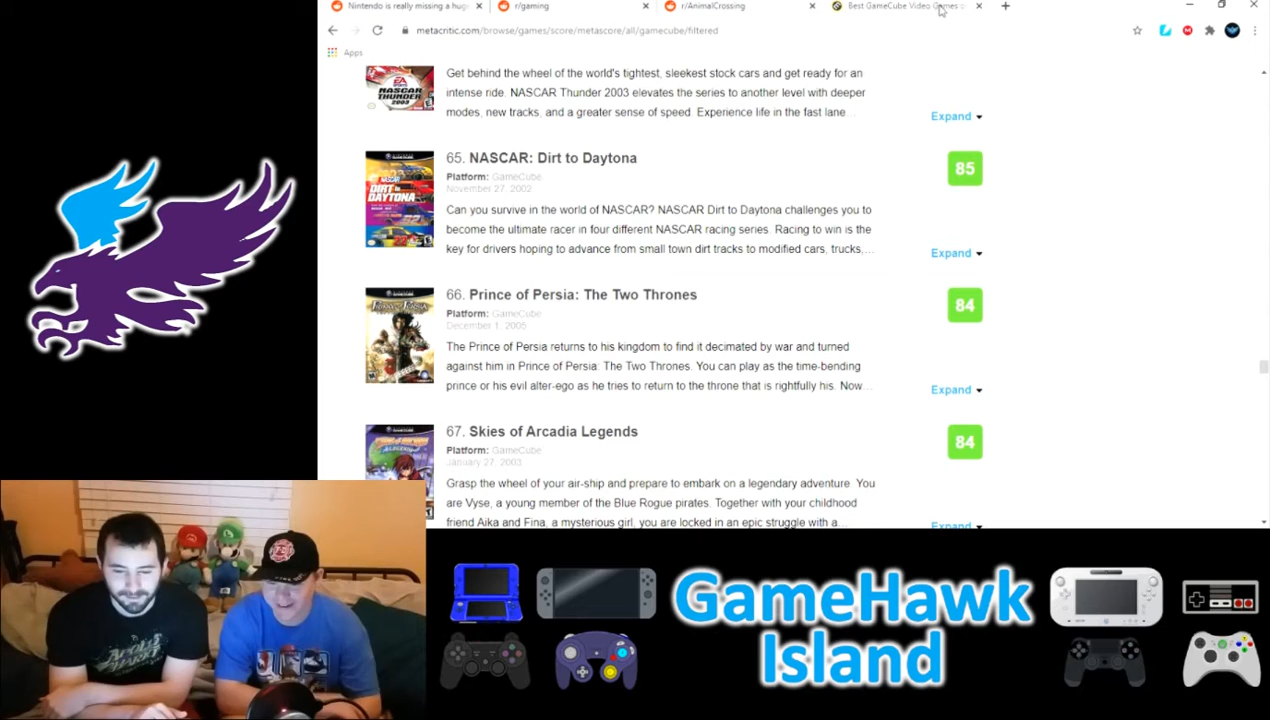 Nintendo is really missing a hug
r/gaming
r/AnimalCrossing
Best GameCube Video Games o
metacritic.com/browse/games/score/metascore/all/gamecube/filtered
Apps
EA SPORTS
NASCAR THUNDER 2003
Get behind the wheel of the world's tightest, sleekest stock cars and get ready for an
intense ride. NASCAR Thunder 2003 elevates the series to another level with deeper
modes, new tracks, and a greater sense of speed. Experience life in the fast lane...
Expand
NASCAR DIRT TO DAYTONA
65. NASCAR: Dirt to Daytona
85
Platform: GameCube
November 27, 2002
Can you survive in the world of NASCAR? NASCAR Dirt to Daytona challenges you to
become the ultimate racer in four different NASCAR racing series. Racing to win is the
key for drivers hoping to advance from small town dirt tracks to modified cars, trucks,...
Expand
66. Prince of Persia: The Two Thrones
84
Platform: GameCube
December 1, 2005
The Prince of Persia returns to his kingdom to find it decimated by war and turned
against him in Prince of Persia: The Two Thrones. You can play as the time-bending
prince or his evil alter-ego as he tries to return to the throne that is rightfully his. Now...
Expand
67. Skies of Arcadia Legends
84
Platform: GameCube
January 27, 2003
Grasp the wheel of your air-ship and prepare to embark on a legendary adventure. You
are Vyse, a young member of the Blue Rogue pirates. Together with your childhood
friend Aika and Fina, a mysterious girl, you are locked in an epic struggle with a...
Expand
GameHawk
Island